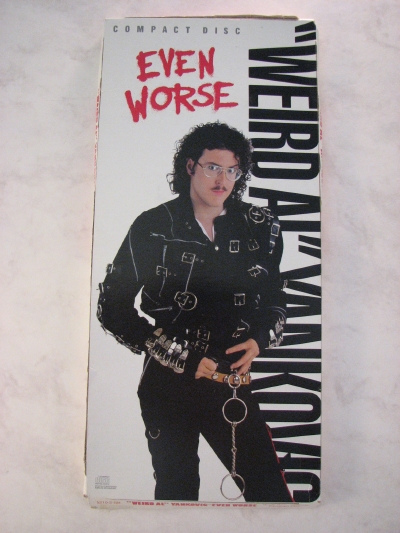 COMPACT DISC
EVEN
WORSE
"WEIRD AL" YANKOVIC
"WEIRD AL" YANKOVIC EVEN WORSE